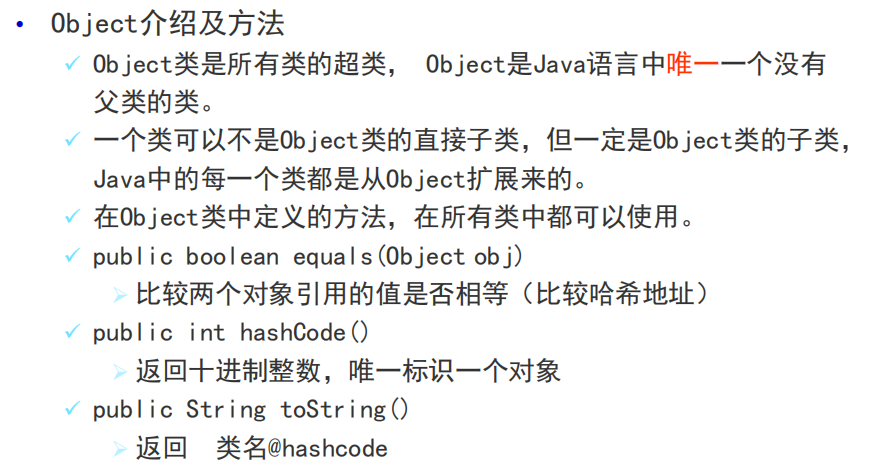 • Object介绍及方法
✓ Object类是所有类的超类， Object是Java语言中唯一一个没有
父类的类。
✓ 一个类可以不是Object类的直接子类，但一定是Object类的子类，
Java中的每一个类都是从Object扩展来的。
✓ 在Object类中定义的方法，在所有类中都可以使用。
✓ public boolean equals(Object obj)
➢ 比较两个对象引用的值是否相等（比较哈希地址）
✓ public int hashCode()
➢ 返回十进制整数，唯一标识一个对象
✓ public String toString()
➢ 返回 类名@hashcode